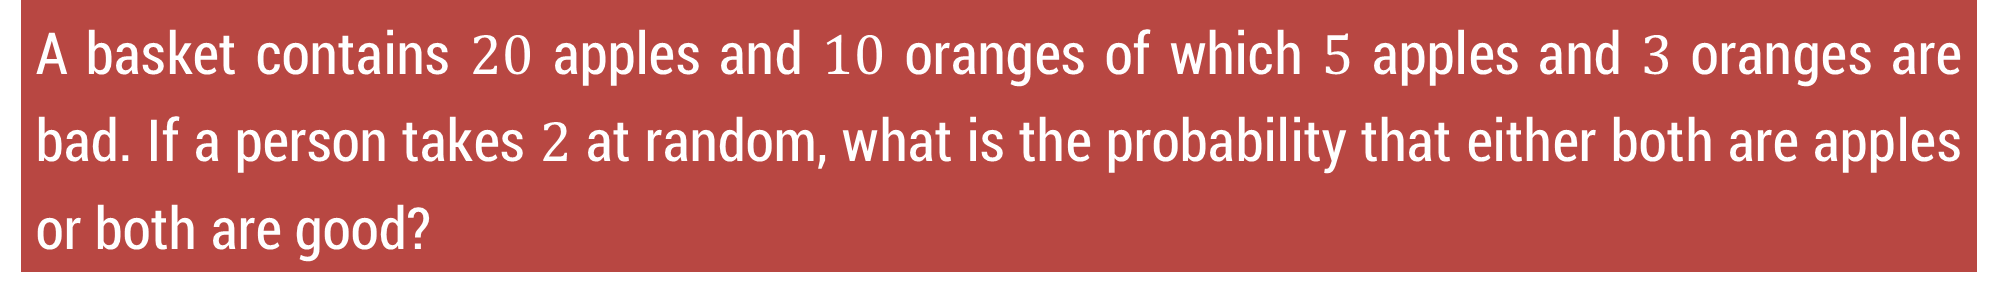 A basket contains 20 apples and 10 oranges of which 5 apples and 3 oranges are
bad. If a person takes 2 at random, what is the probability that either both are apples
or both are good?